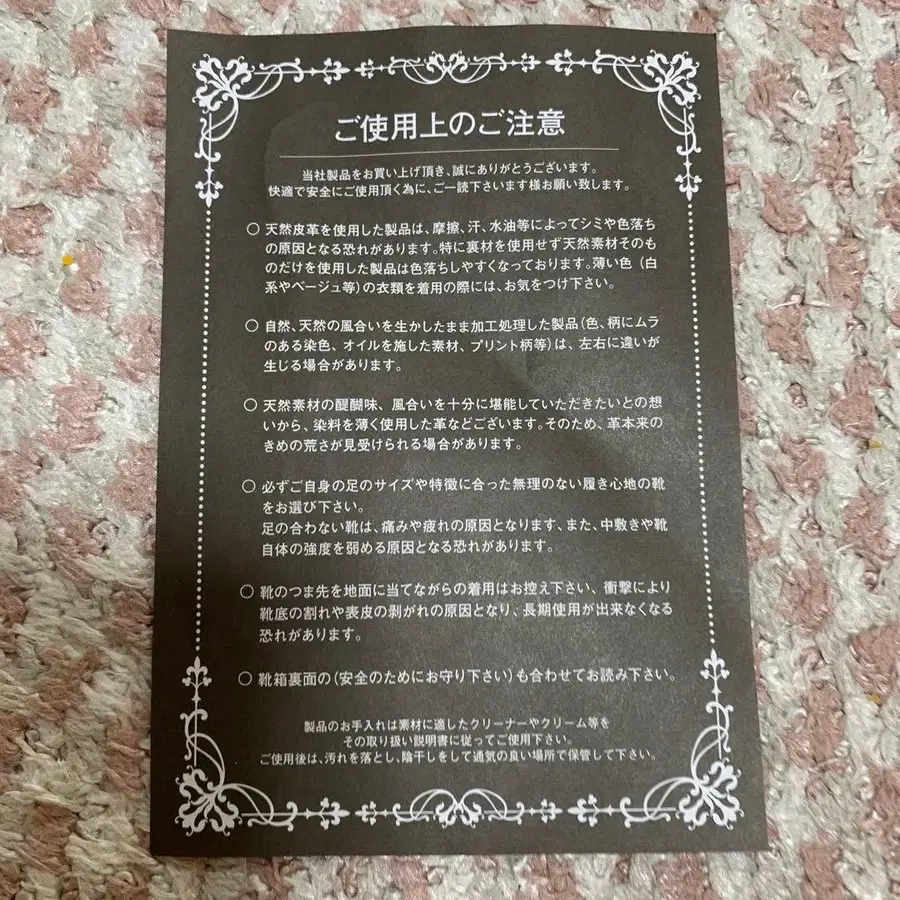 ご使用上のご注意
当社製品をお買い上げ頂き、誠にありがとうございます。
快適で安全にご使用頂く為に、ご一読下さいます様お願い致します。
○ 天然皮革を使用した製品は、摩擦、汗、水油等によってシミや色落ち
の原因となる恐れがあります。特に裏材を使用せず天然素材そのも
のだけを使用した製品は色落ちしやすくなっております。薄い色（白
系やベージュ等）の衣類を着用の際には、お気をつけ下さい。
○ 自然、天然の風合いを生かしたまま加工処理した製品（色、柄にムラ
のある染色、オイルを施した素材、プリント柄等）は、左右に違いが
生じる場合があります。
○ 天然素材の醍醐味、風合いを十分に堪能していただきたいとの想
いから、染料を薄く使用した革などございます。そのため、革本来の
きめの荒さが見受けられる場合があります。
○ 必ずご自身の足のサイズや特徴に合った無理のない履き心地の靴
をお選び下さい。
足の合わない靴は、痛みや疲れの原因となります、また、中敷きや靴
自体の強度を弱める原因となる恐れがあります。
○ 靴のつま先を地面に当てながらの着用はお控え下さい、衝撃により
靴底の割れや表皮の剥がれの原因となり、長期使用が出来なくなる
恐れがあります。
○ 靴箱裏面の（安全のためにお守り下さい）も合わせてお読み下さい。
製品のお手入れは素材に適したクリーナーやクリーム等を
その取り扱い説明書に従ってご使用下さい。
ご使用後は、汚れを落とし、陰干しをして通気の良い場所で保管して下さい。